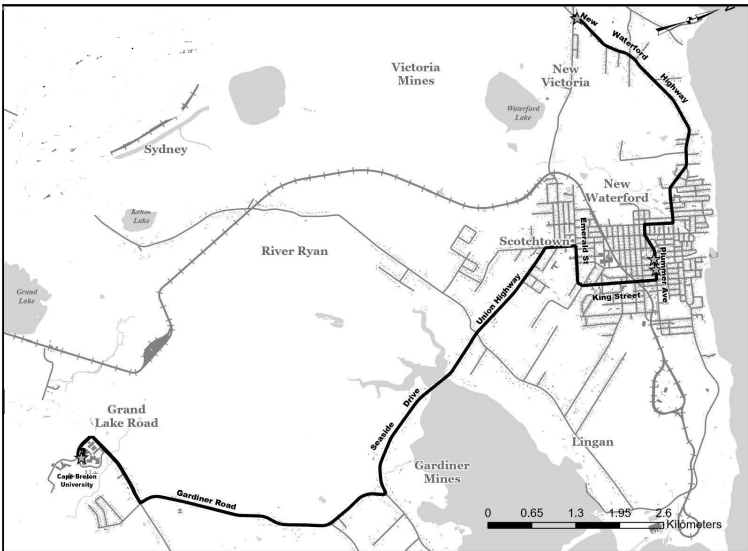 New
Waterford
Highway
Victoria
Mines
New
Victoria
Waterford
Lake
Sydney
New
Waterford
Kehoe
Lake
Emerald St
Scotchtown
River Ryan
Plummer Ave
Grand
Lake
King Street
Union Highway
Seaside Drive
Grand
Lake Road
Lingan
Cape Breton
University
Gardiner
Mines
Gardiner Road
0 0.65 1.3 1.95 2.6
Kilometers